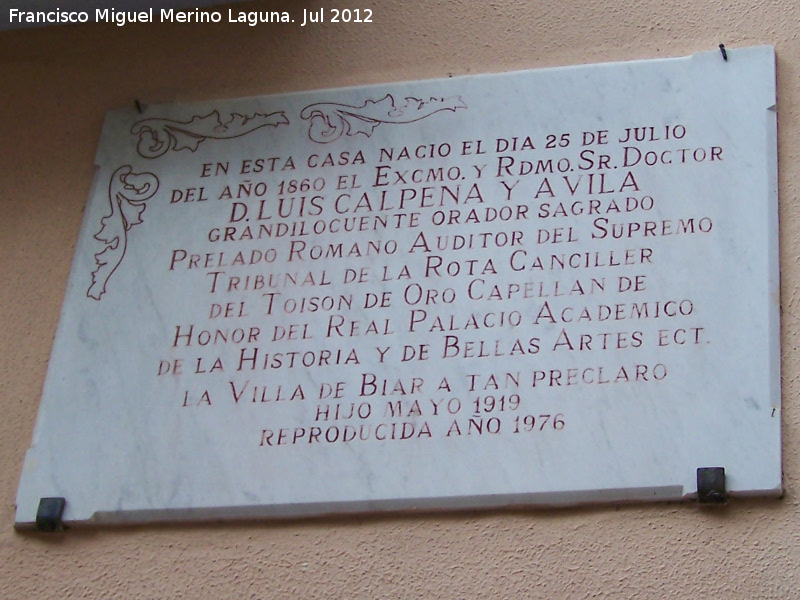 Francisco Miguel Merino Laguna. Jul 2012
EN ESTA CASA NACIO EL DIA 25 DE JULIO
DEL AÑO 1860 EL EXCMO. Y RDMO. SR. DOCTOR
D. LUIS CALPENA Y AVILA
GRANDILOCUENTE ORADOR SAGRADO
PRELADO ROMANO AUDITOR DEL SUPREMO
TRIBUNAL DE LA ROTA CANCILLER
DEL TOISON DE ORO CAPELLAN DE
HONOR DEL REAL PALACIO ACADEMICO
DE LA HISTORIA Y DE BELLAS ARTES ECT.
LA VILLA DE BIAR A TAN PRECLARO
HIJO MAYO 1919
REPRODUCIDA AÑO 1976